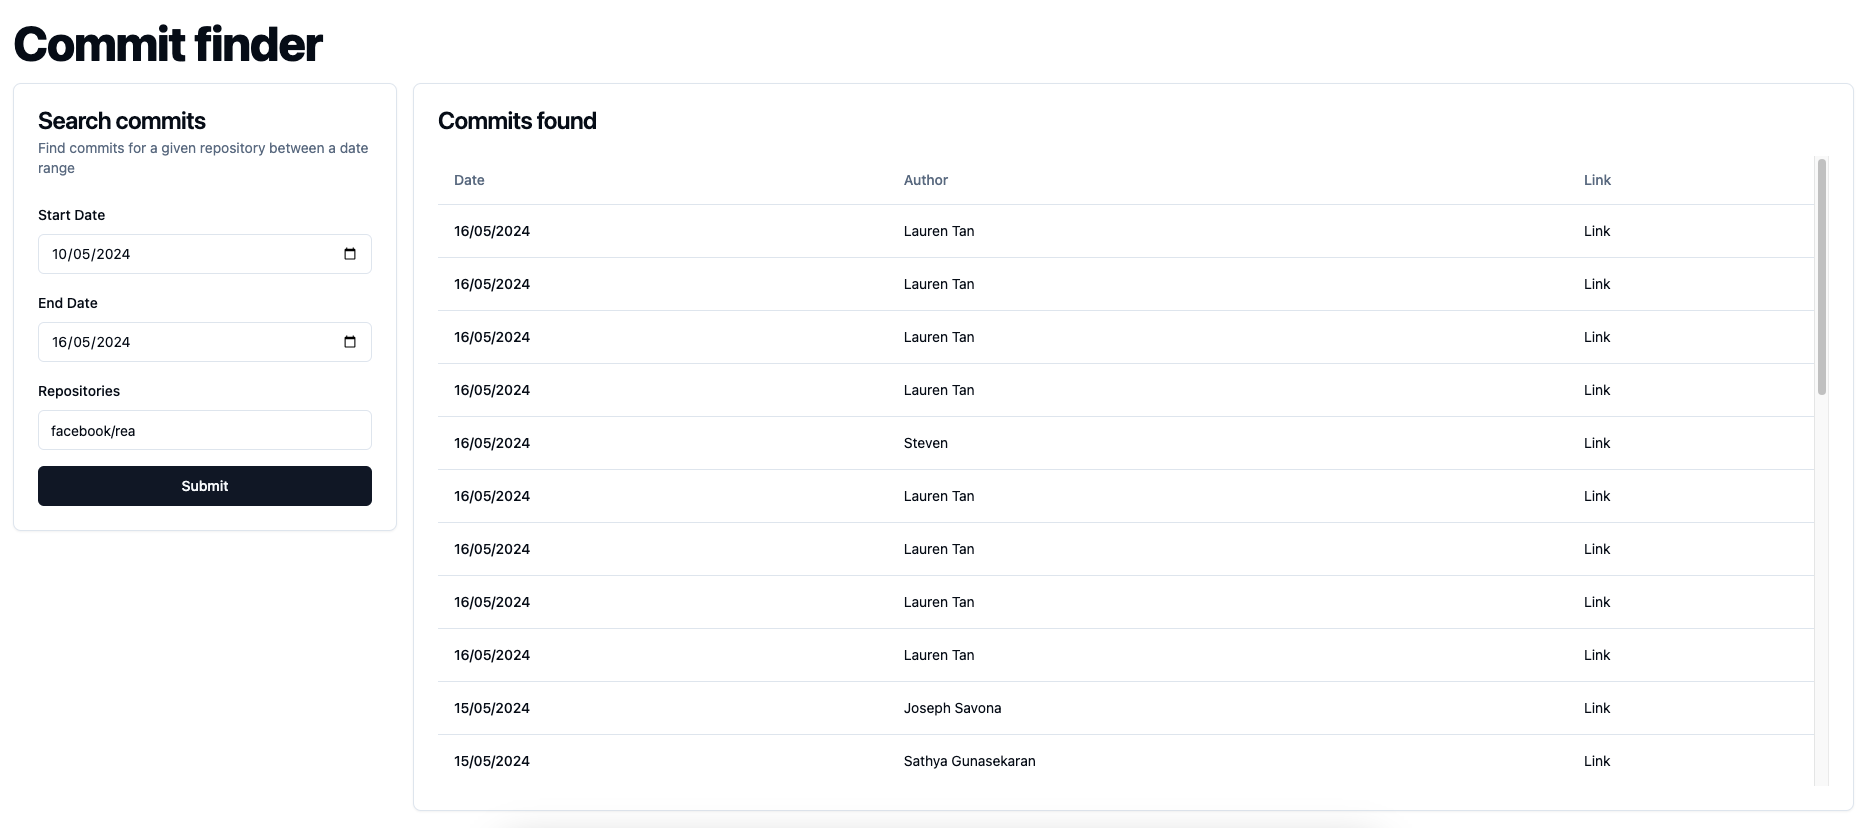 Commit finder
Search commits
Find commits for a given repository between a date
range
Start Date
10/05/2024
End Date
16/05/2024
Repositories
facebook/rea
Submit
Commits found
Date Author Link
16/05/2024 Lauren Tan Link
16/05/2024 Lauren Tan Link
16/05/2024 Lauren Tan Link
16/05/2024 Lauren Tan Link
16/05/2024 Steven Link
16/05/2024 Lauren Tan Link
16/05/2024 Lauren Tan Link
16/05/2024 Lauren Tan Link
16/05/2024 Lauren Tan Link
15/05/2024 Joseph Savona Link
15/05/2024 Sathya Gunasekaran Link